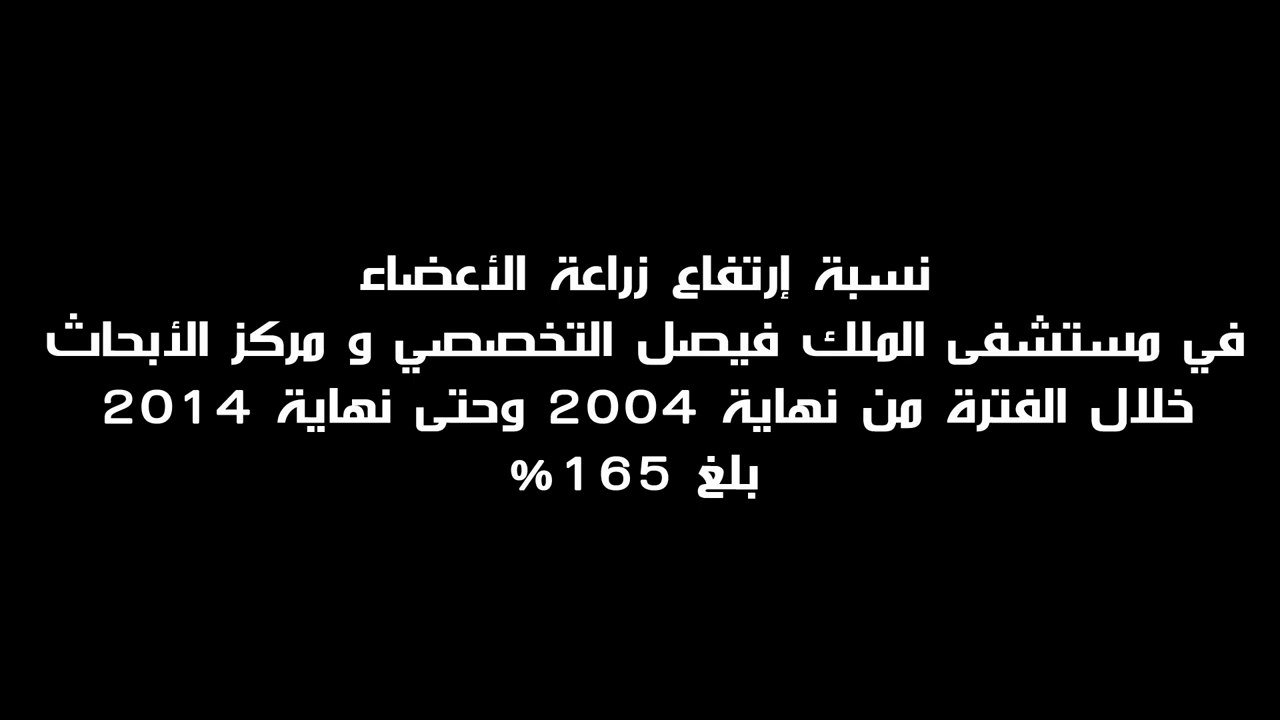 نسبة إرتفاع زراعة الأعضاء
في مستشفى الملك فيصل التخصصي و مركز الأبحاث
خلال الفترة من نهاية 2004 وحتى نهاية 2014
بلغ 165%